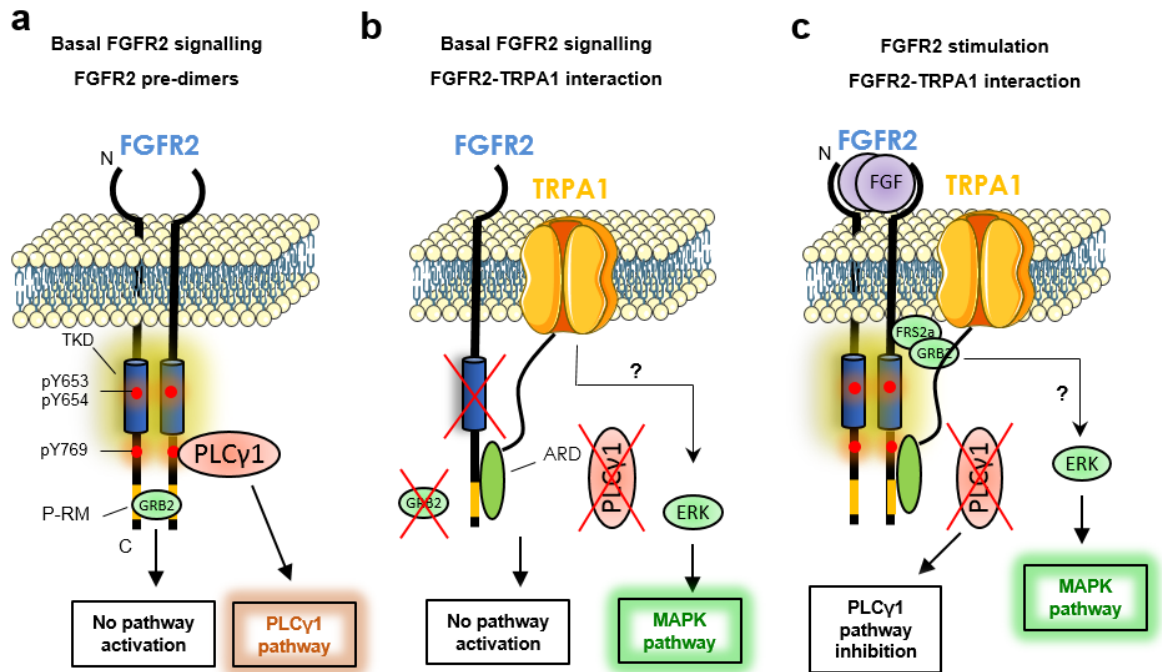 a
Basal FGFR2 signalling
FGFR2 pre-dimers
FGFR2
N
TKD
pY653
pY654
pY769
PLCγ1
P-RM
GRB2
C
No pathway
activation
PLCγ1
pathway
b
Basal FGFR2 signalling
FGFR2-TRPA1 interaction
FGFR2
TRPA1
?
ARD
GRB2
PLCγ1
ERK
No pathway
activation
MAPK
pathway
c
FGFR2 stimulation
FGFR2-TRPA1 interaction
FGFR2
N
FGF
TRPA1
FRS2a
GRB2
?
PLCγ1
ERK
PLCγ1
pathway
inhibition
MAPK
pathway